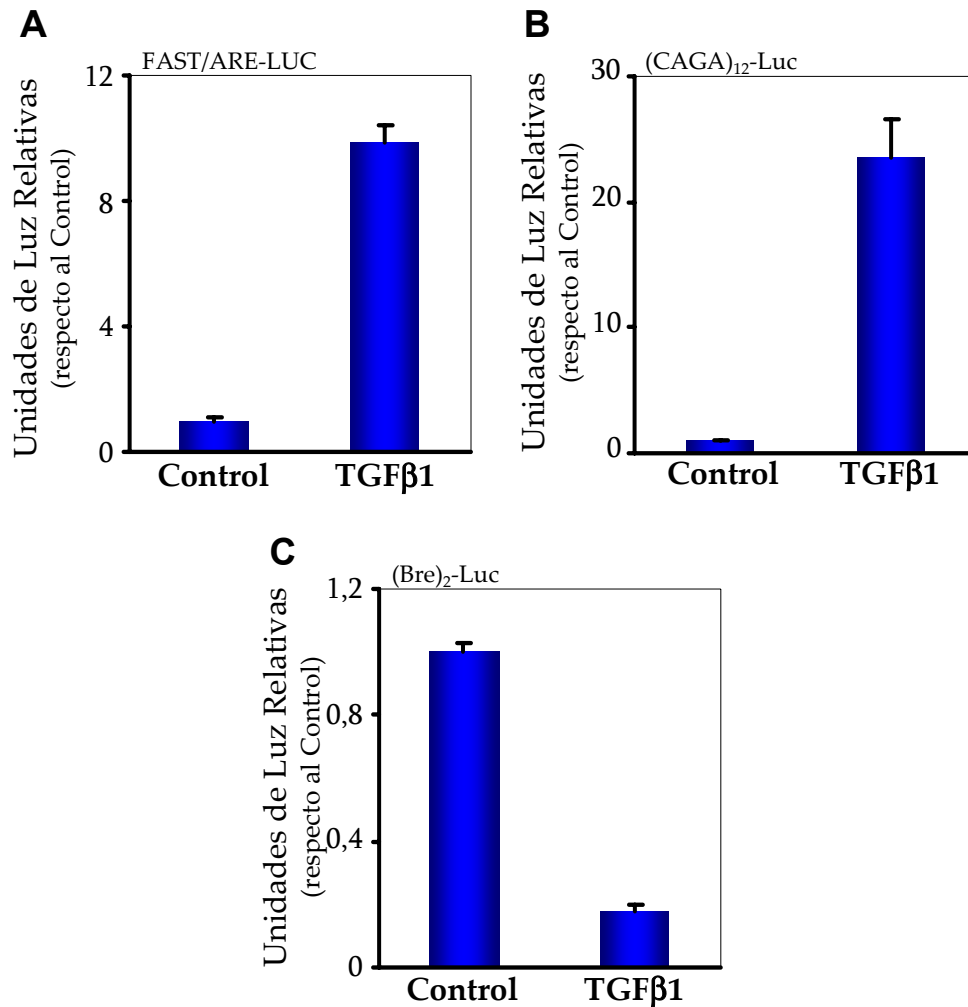 A
FAST/ARE-LUC
12
8
4
0
Unidades de Luz Relativas
(respecto al Control)
Control TGFβ1
B
(CAGA)12-Luc
30
20
10
0
Unidades de Luz Relativas
(respecto al Control)
Control TGFβ1
C
(Bre)2-Luc
1,2
0,8
0,4
0
Unidades de Luz Relativas
(respecto al Control)
Control TGFβ1